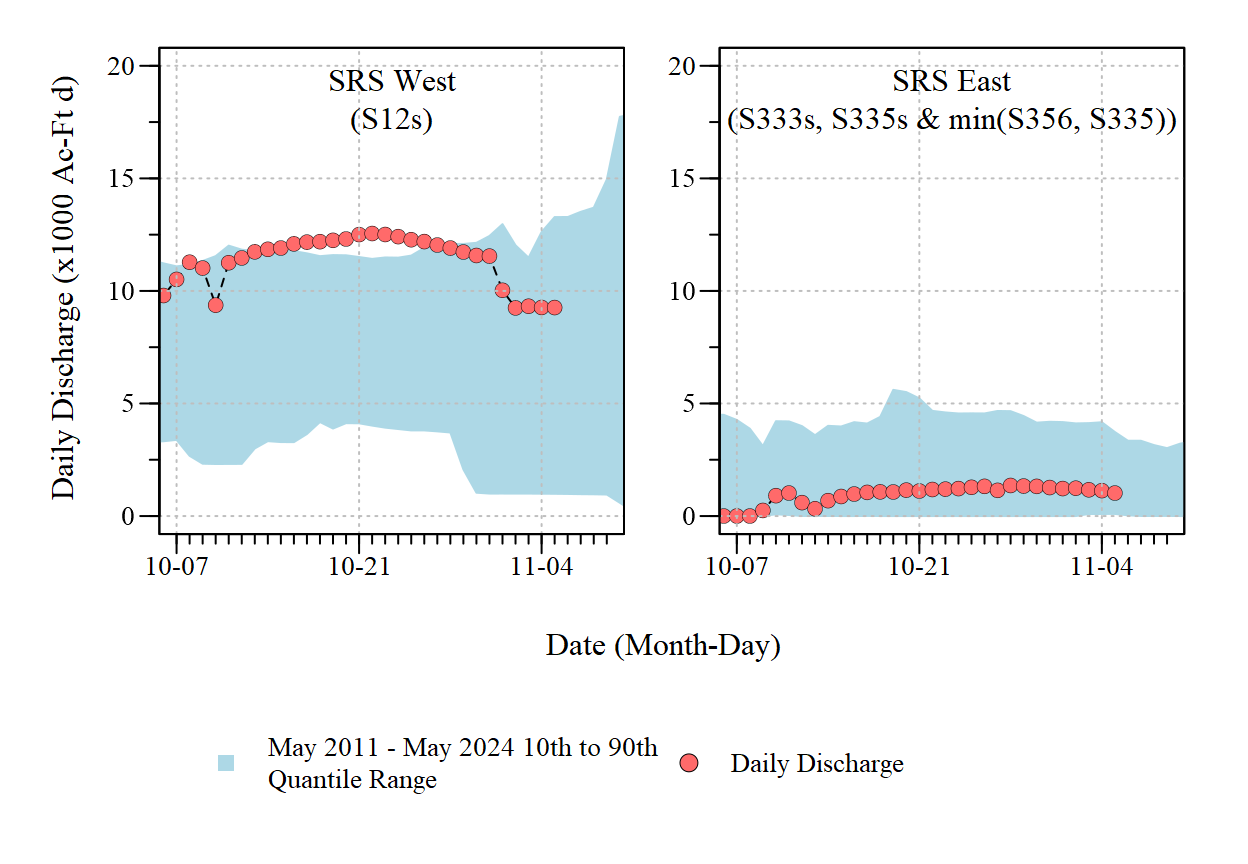 SRS West
(S12s)
SRS East
(S333s, S335s & min(S356, S335))
Daily Discharge (x1000 Ac-Ft d)
20
15
10
5
0
20
15
10
5
0
10-07 10-21 11-04
10-07 10-21 11-04
Date (Month-Day)
May 2011 - May 2024 10th to 90th
Quantile Range
Daily Discharge